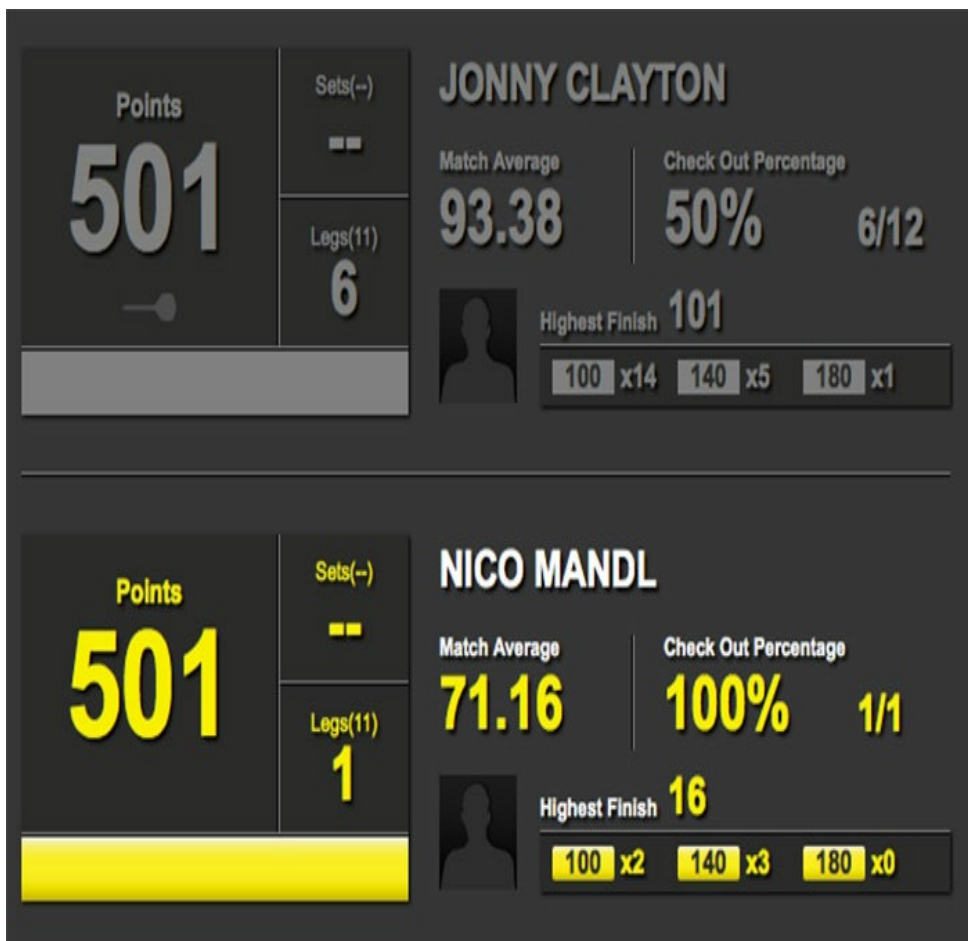 Points
501
Sets(--)
--
Legs(11)
6
JONNY CLAYTON
Match Average
93.38
Check Out Percentage
50% 6/12
Highest Finish 101
100 x14 140 x5 180 x1
Points
501
Sets(--)
--
Legs(11)
1
NICO MANDL
Match Average
71.16
Check Out Percentage
100% 1/1
Highest Finish 16
100 x2 140 x3 180 x0